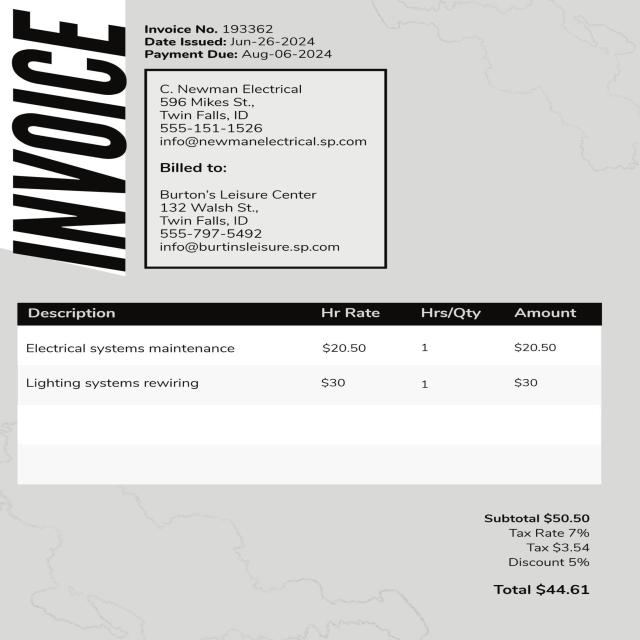 INVOICE
Invoice No. 193362
Date Issued: Jun-26-2024
Payment Due: Aug-06-2024
C. Newman Electrical
596 Mikes St.,
Twin Falls, ID
555-151-1526
info@newmanelectrical.sp.com
Billed to:
Burton's Leisure Center
132 Walsh St.,
Twin Falls, ID
555-797-5492
info@burtinsleisure.sp.com
Description Hr Rate Hrs/Qty Amount
Electrical systems maintenance $20.50 1 $20.50
Lighting systems rewiring $30 1 $30
Subtotal $50.50
Tax Rate 7%
Tax $3.54
Discount 5%
Total $44.61